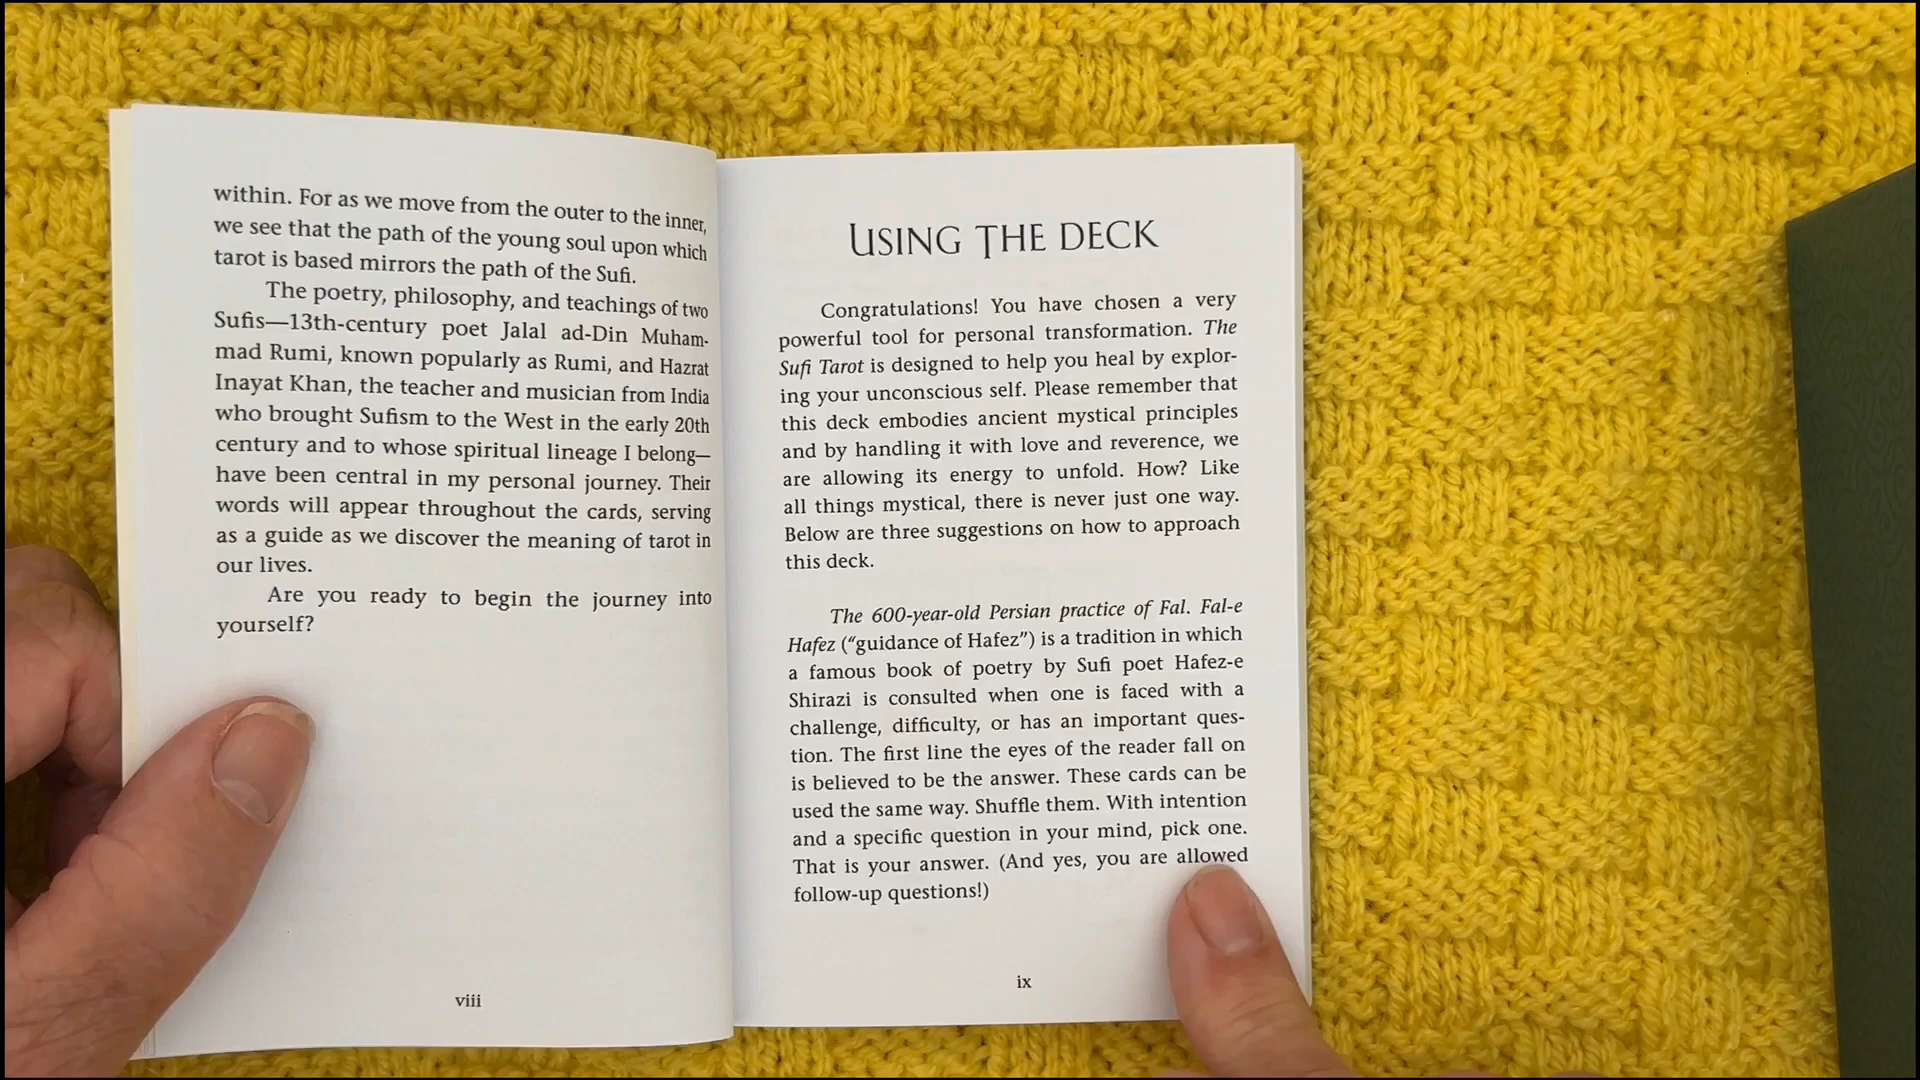 within. For as we move from the outer to the inner,
we see that the path of the young soul upon which
tarot is based mirrors the path of the Sufi.
The poetry, philosophy, and teachings of two
Sufis—13th-century poet Jalal ad-Din Muham-
mad Rumi, known popularly as Rumi, and Hazrat
Inayat Khan, the teacher and musician from India
who brought Sufism to the West in the early 20th
century and to whose spiritual lineage I belong—
have been central in my personal journey. Their
words will appear throughout the cards, serving
as a guide as we discover the meaning of tarot in
our lives.
Are you ready to begin the journey into
yourself?
viii
USING THE DECK
Congratulations! You have chosen a very
powerful tool for personal transformation. The
Sufi Tarot is designed to help you heal by explor-
ing your unconscious self. Please remember that
this deck embodies ancient mystical principles
and by handling it with love and reverence, we
are allowing its energy to unfold. How? Like
all things mystical, there is never just one way.
Below are three suggestions on how to approach
this deck.
The 600-year-old Persian practice of Fal. Fal-e
Hafez (“guidance of Hafez”) is a tradition in which
a famous book of poetry by Sufi poet Hafez-e
Shirazi is consulted when one is faced with a
challenge, difficulty, or has an important ques-
tion. The first line the eyes of the reader fall on
is believed to be the answer. These cards can be
used the same way. Shuffle them. With intention
and a specific question in your mind, pick one.
That is your answer. (And yes, you are allowed
follow-up questions!)
ix